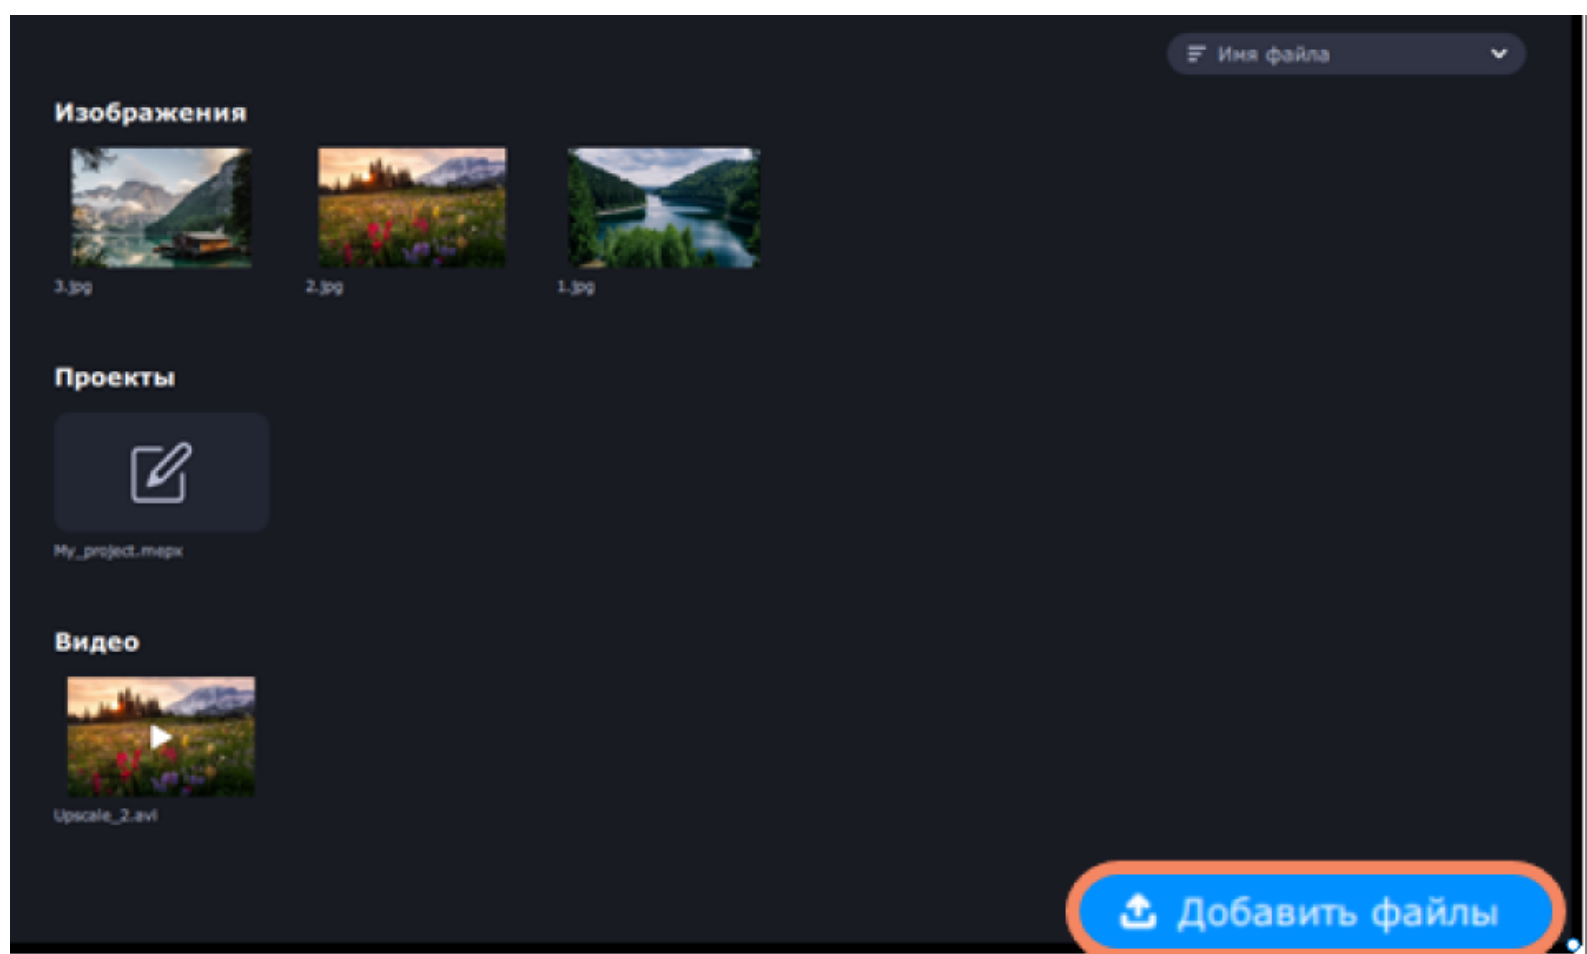 Имя файла
Изображения
3.jpg 2.jpg 1.jpg
Проекты
My_project.mepx
Видео
Upscale_2.avi
Добавить файлы